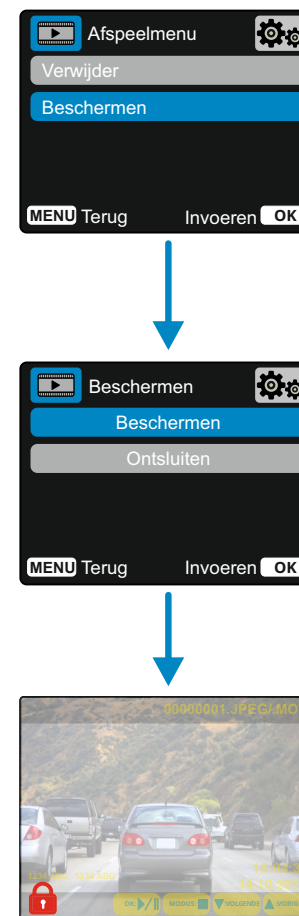 Afspeelmenu
Verwijder
Beschermen
MENU Terug Invoeren OK
Beschermen
Beschermen
Ontsluiten
MENU Terug Invoeren OK
00000001.JPEG/.MO
OK: MODUS: VOLGENDE